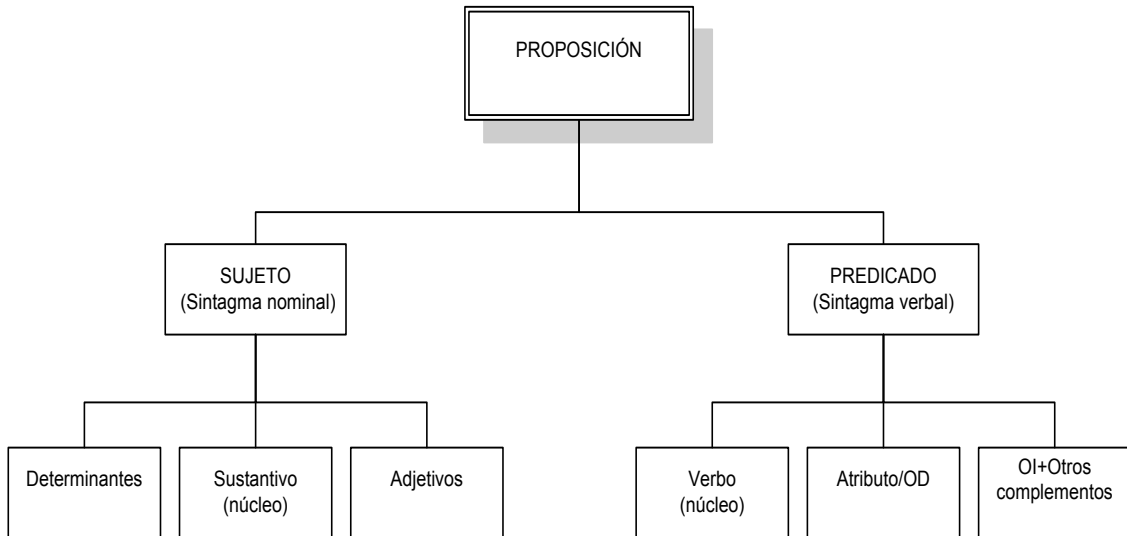 PROPOSICIÓN
SUJETO
(Sintagma nominal)
PREDICADO
(Sintagma verbal)
Determinantes
Sustantivo
(núcleo)
Adjetivos
Verbo
(núcleo)
Atributo/OD
OI+Otros
complementos